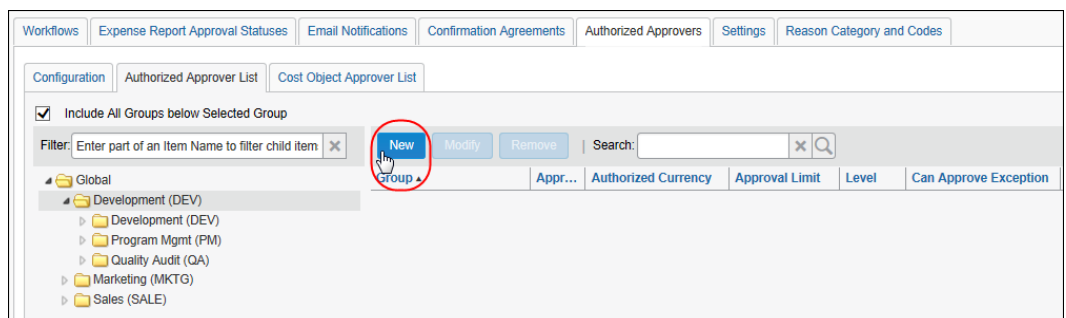 Workflows Expense Report Approval Statuses Email Notifications Confirmation Agreements Authorized Approvers Settings Reason Category and Codes
Configuration Authorized Approver List Cost Object Approver List
Include All Groups below Selected Group
Filter: Enter part of an Item Name to filter child item New Modify Remove | Search:
Group Appr... Authorized Currency Approval Limit Level Can Approve Exception
Global
Development (DEV)
Development (DEV)
Program Mgmt (PM)
Quality Audit (QA)
Marketing (MKTG)
Sales (SALE)